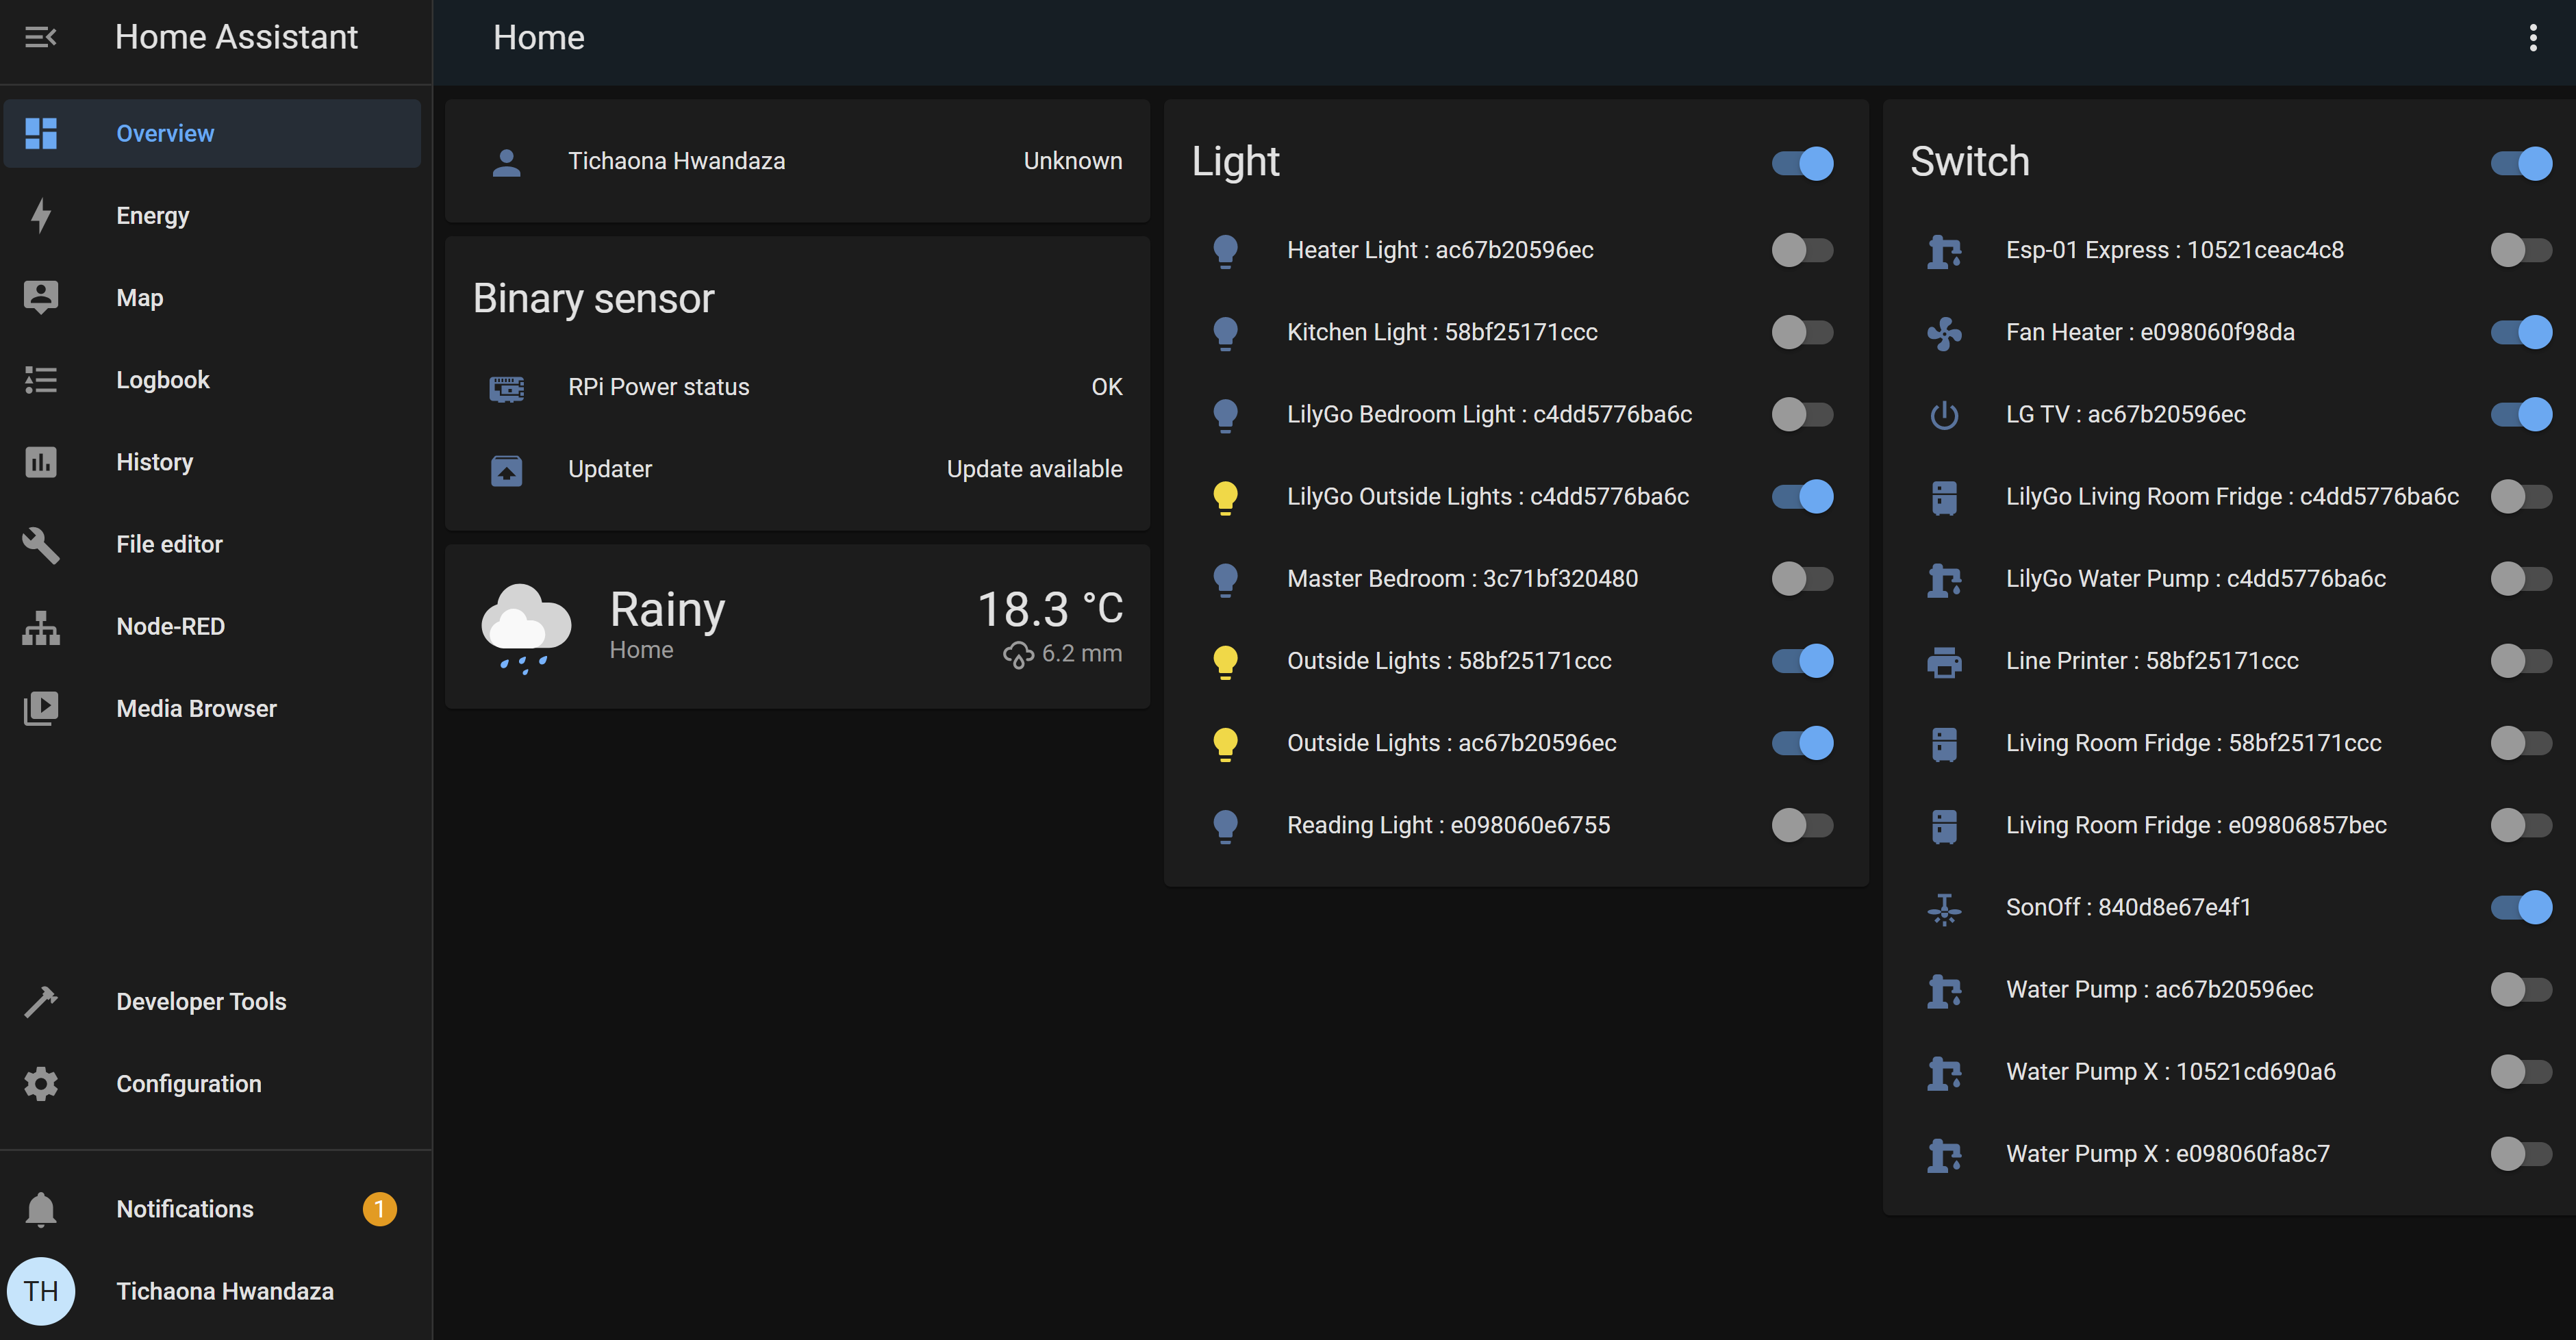 Home Assistant
Overview
Energy
Map
Logbook
History
File editor
Node-RED
Media Browser
Developer Tools
Configuration
Notifications 1
TH Tichaona Hwandaza
Home
Tichaona Hwandaza Unknown
Binary sensor
RPi Power status OK
Updater Update available
Rainy 18.3 °C
Home 6.2 mm
Light
Heater Light : ac67b20596ec
Kitchen Light : 58bf25171ccc
LilyGo Bedroom Light : c4dd5776ba6c
LilyGo Outside Lights : c4dd5776ba6c
Master Bedroom : 3c71bf320480
Outside Lights : 58bf25171ccc
Outside Lights : ac67b20596ec
Reading Light : e098060e6755
Switch
Esp-01 Express : 10521ceac4c8
Fan Heater : e098060f98da
LG TV : ac67b20596ec
LilyGo Living Room Fridge : c4dd5776ba6c
LilyGo Water Pump : c4dd5776ba6c
Line Printer : 58bf25171ccc
Living Room Fridge : 58bf25171ccc
Living Room Fridge : e09806857bec
SonOff : 840d8e67e4f1
Water Pump : ac67b20596ec
Water Pump X : 10521cd690a6
Water Pump X : e098060fa8c7